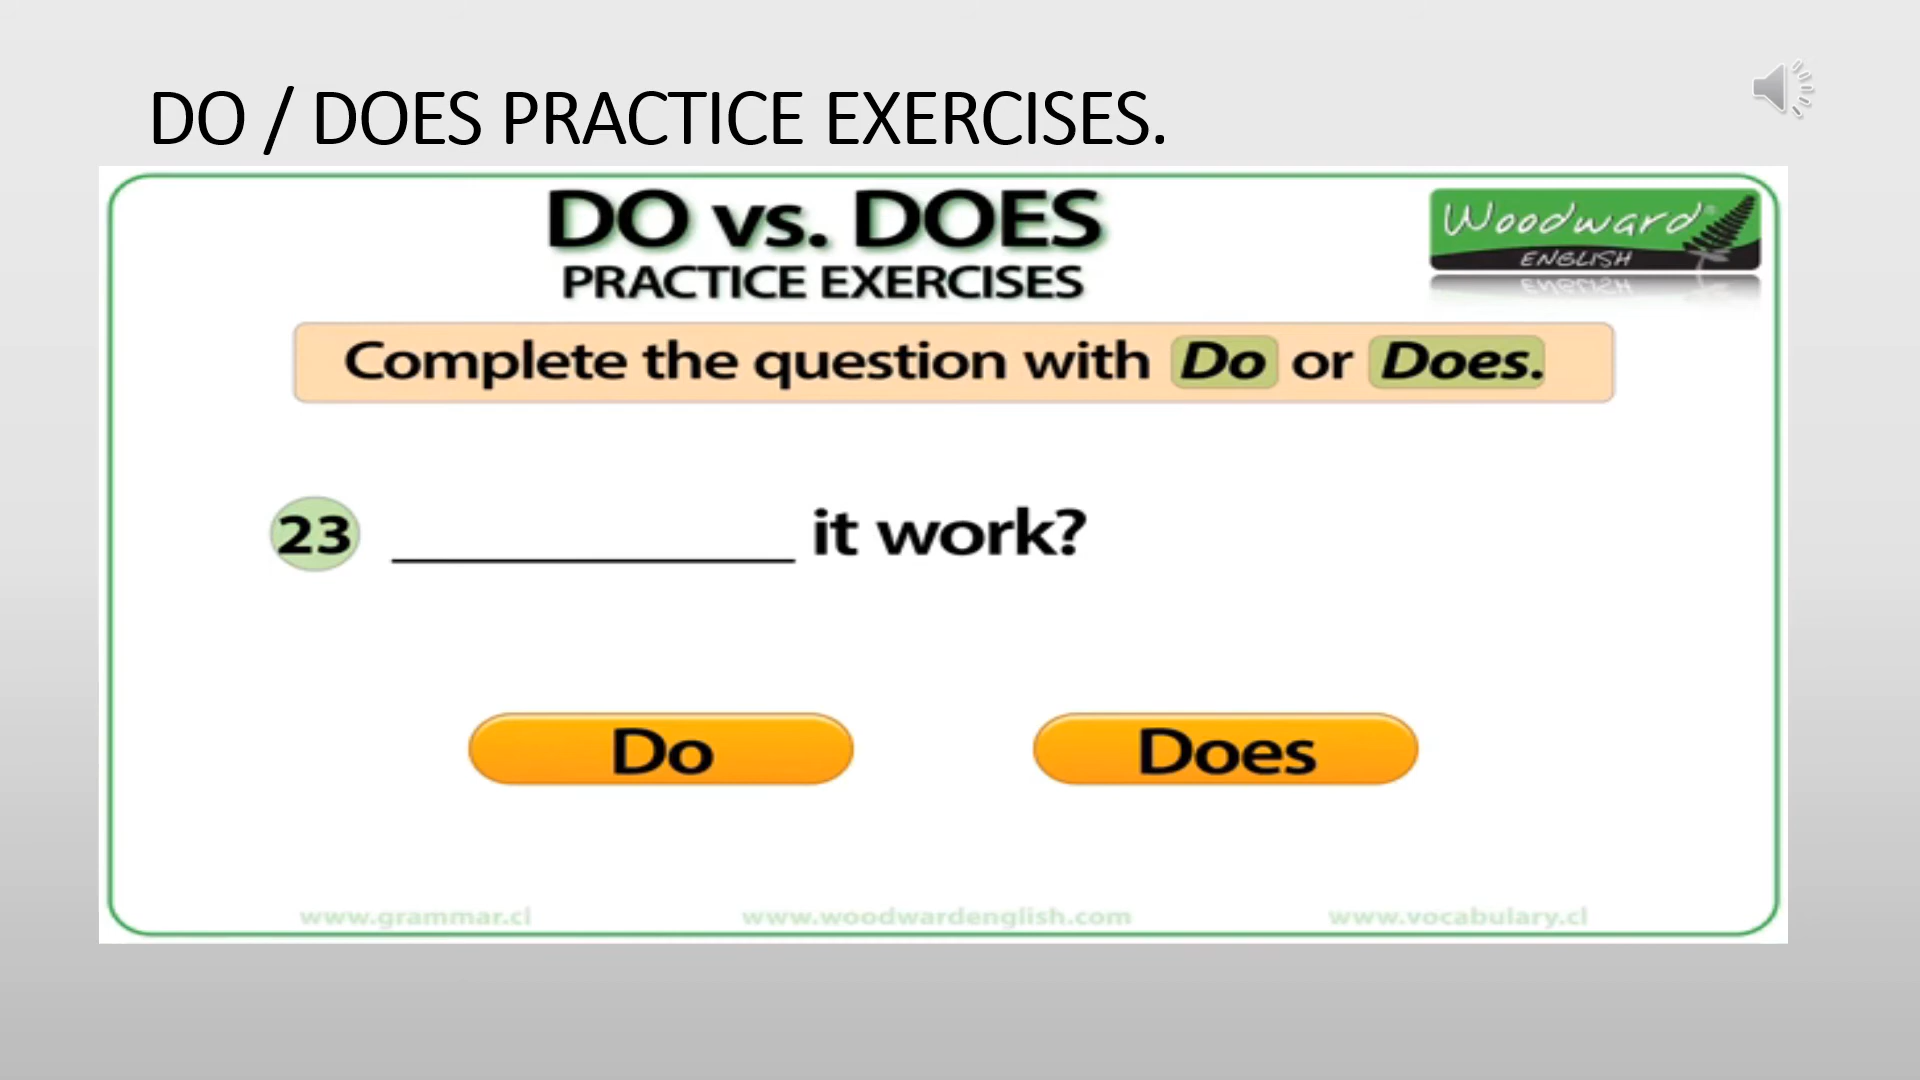 DO / DOES PRACTICE EXERCISES.
DO vs. DOES
PRACTICE EXERCISES
Woodward®
ENGLISH
Complete the question with Do or Does.
23 ____________ it work?
Do Does
www.grammar.cl www.woodwardenglish.com www.vocabulary.cl